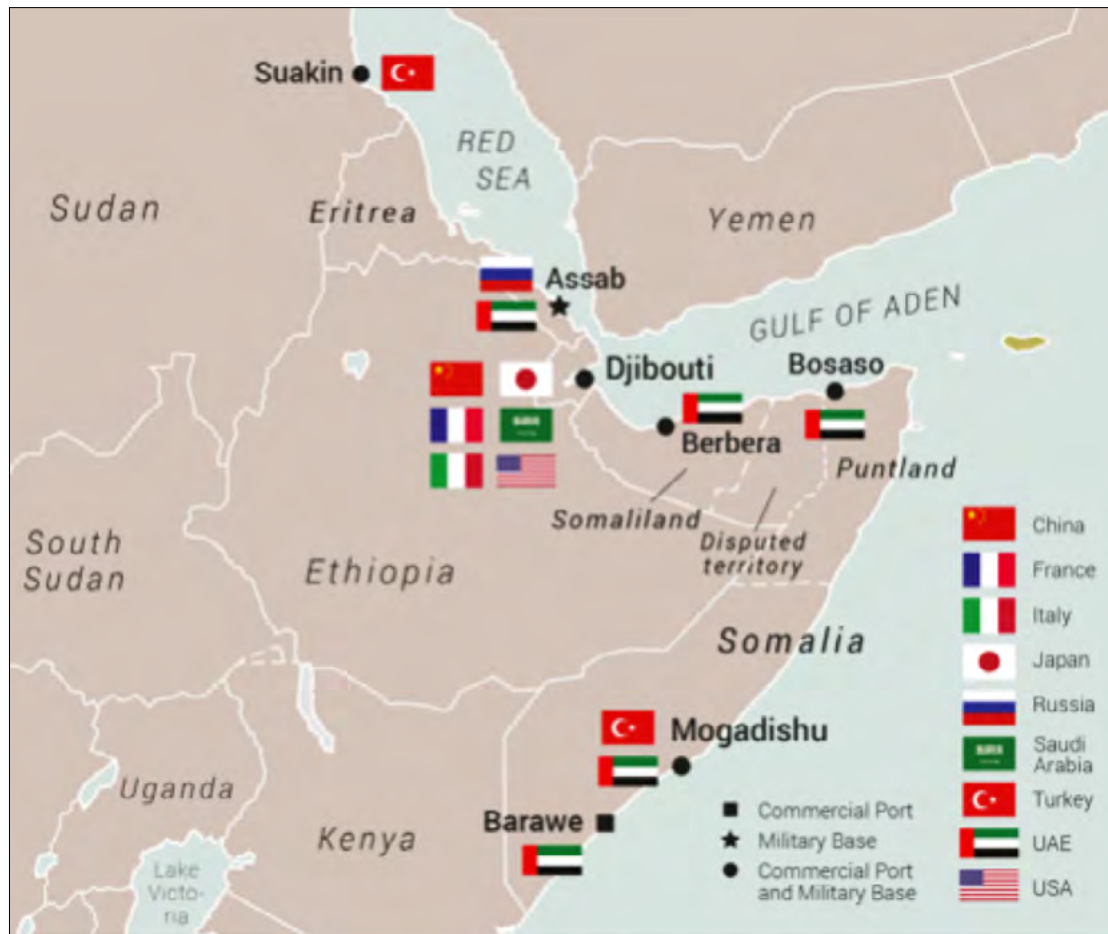 Suakin
RED
SEA
Sudan
Eritrea
Yemen
Assab
GULF OF ADEN
Djibouti
Bosaso
Berbera
Puntland
Somaliland
Disputed
territory
South
Sudan
Ethiopia
Somalia
Mogadishu
Uganda
Kenya
Barawe
Lake
Victo-
ria
China
France
Italy
Japan
Russia
Saudi
Arabia
Turkey
UAE
USA
Commercial Port
Military Base
Commercial Port
and Military Base